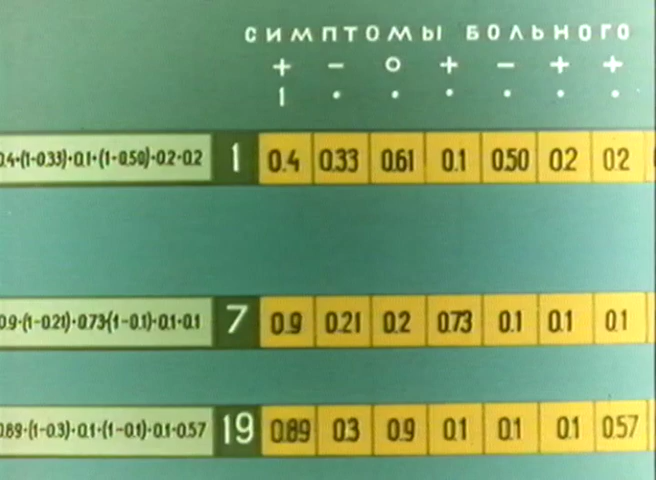 СИМПТОМЫ БОЛЬНОГО
+ − о + − + +
1 · · · · · ·
0.4·(1-0.33)·0.1·(1-0.50)·0.2·0.2 1 0.4 0.33 0.61 0.1 0.50 0.2 0.2
0.9·(1-0.21)·0.73(1-0.1)·0.1·0.1 7 0.9 0.21 0.2 0.73 0.1 0.1 0.1
0.89·(1-0.3)·0.1·(1-0.1)·0.1·0.57 19 0.89 0.3 0.9 0.1 0.1 0.1 0.57